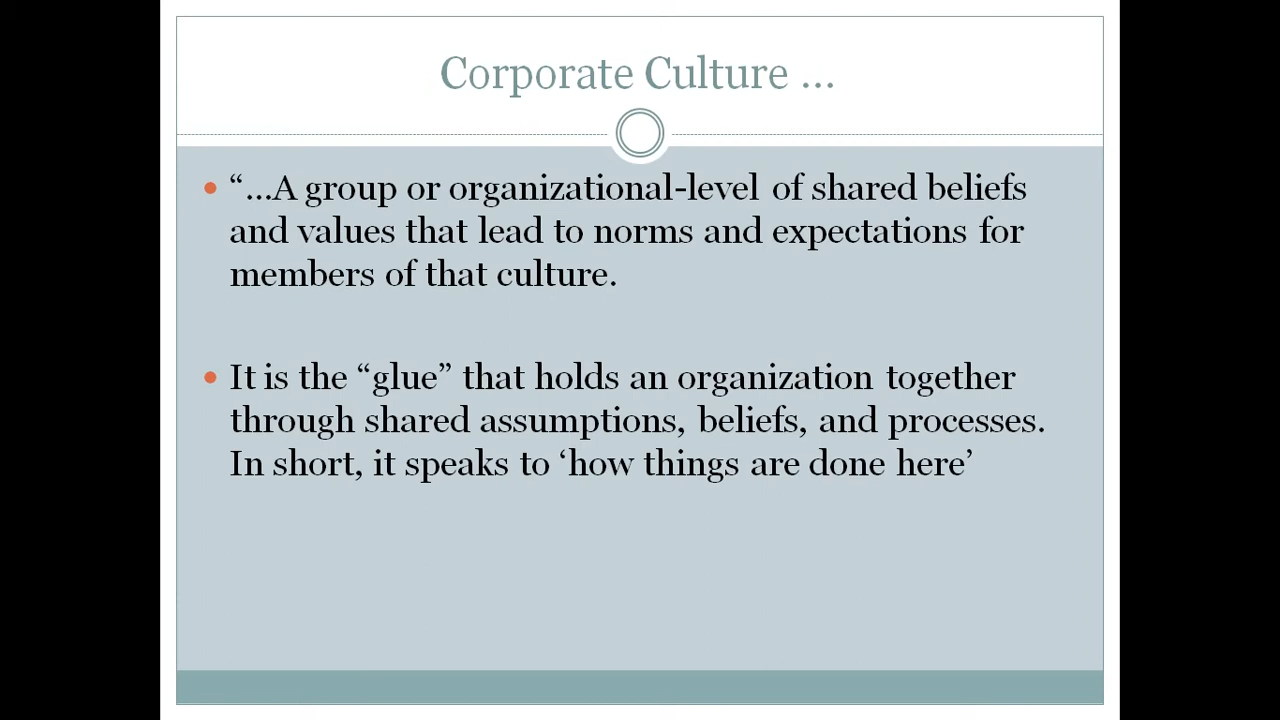 Corporate Culture ...
“...A group or organizational-level of shared beliefs
and values that lead to norms and expectations for
members of that culture.
It is the “glue” that holds an organization together
through shared assumptions, beliefs, and processes.
In short, it speaks to ‘how things are done here’